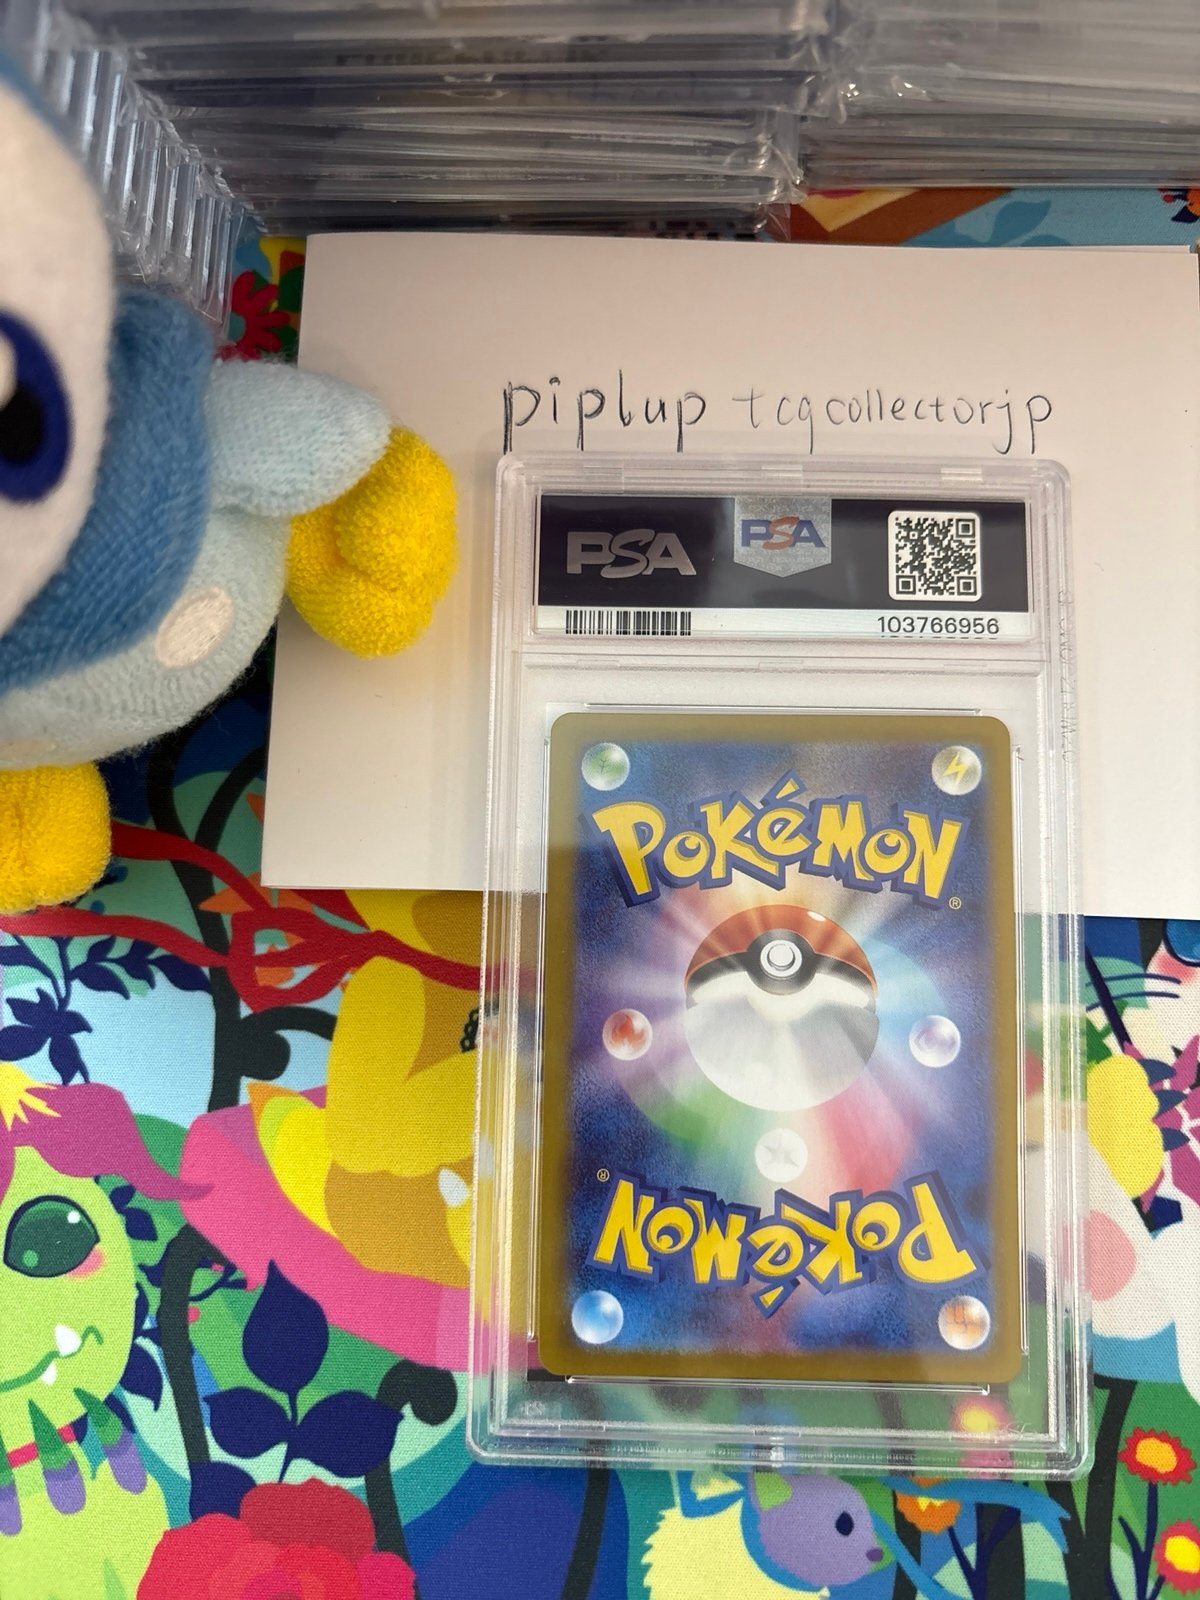 piplup tcgcollectorjp
PSA PSA
103766956
POKÉMON
®
®
POKÉMON